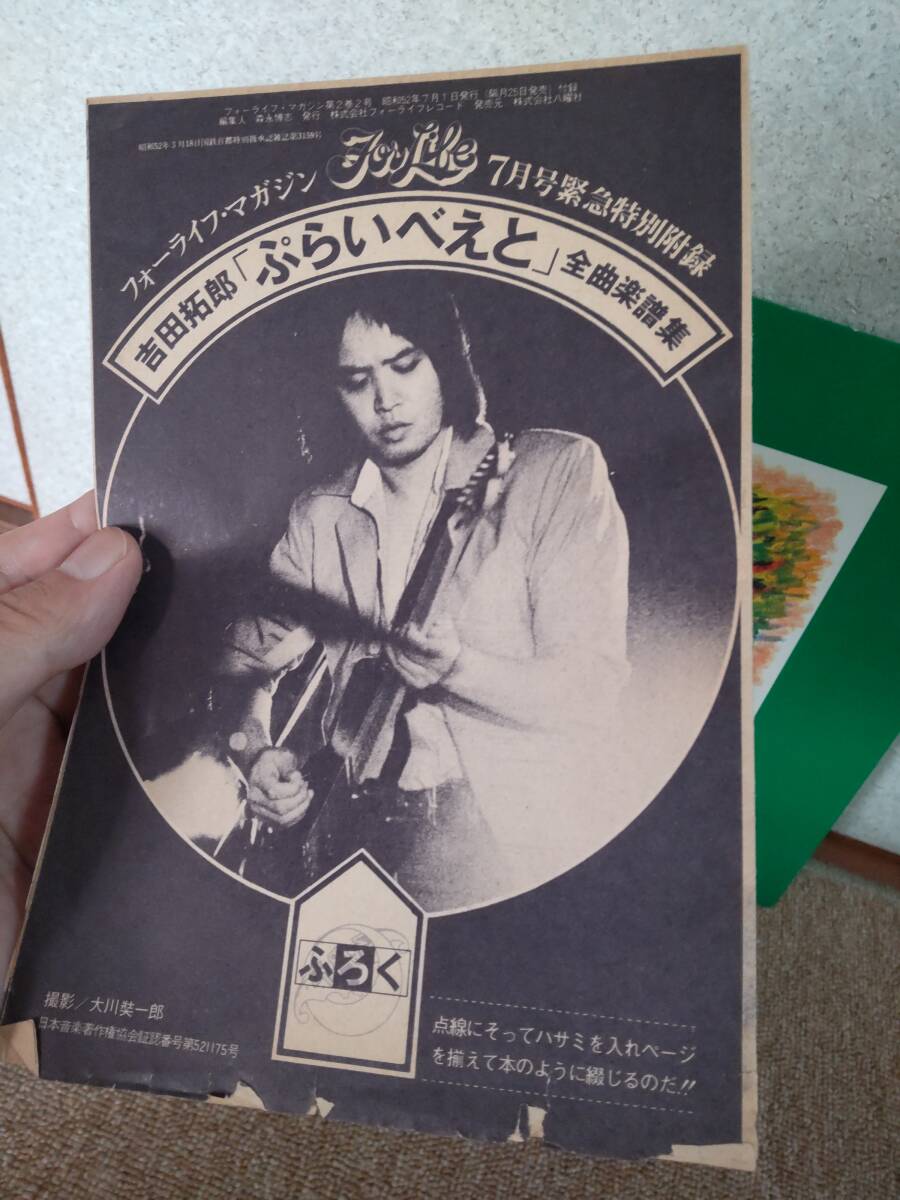 フォーライフ・マガジン第2巻2号 昭和52年7月1日発行(隔月25日発売)付録
編集人 森永博志 発行 株式会社フォーライフレコード 発売元 株式会社八曜社
昭和52年3月18日国鉄首都特別扱承認雑誌第3159号
フォーライフ・マガジン For Life 7月号緊急特別附録
吉田拓郎「ぷらいべえと」全曲楽譜集
ふろく
撮影/大川奘一郎
日本音楽著作権協会証認番号第521175号
点線にそってハサミを入れページ
を揃えて本のように綴じるのだ!!